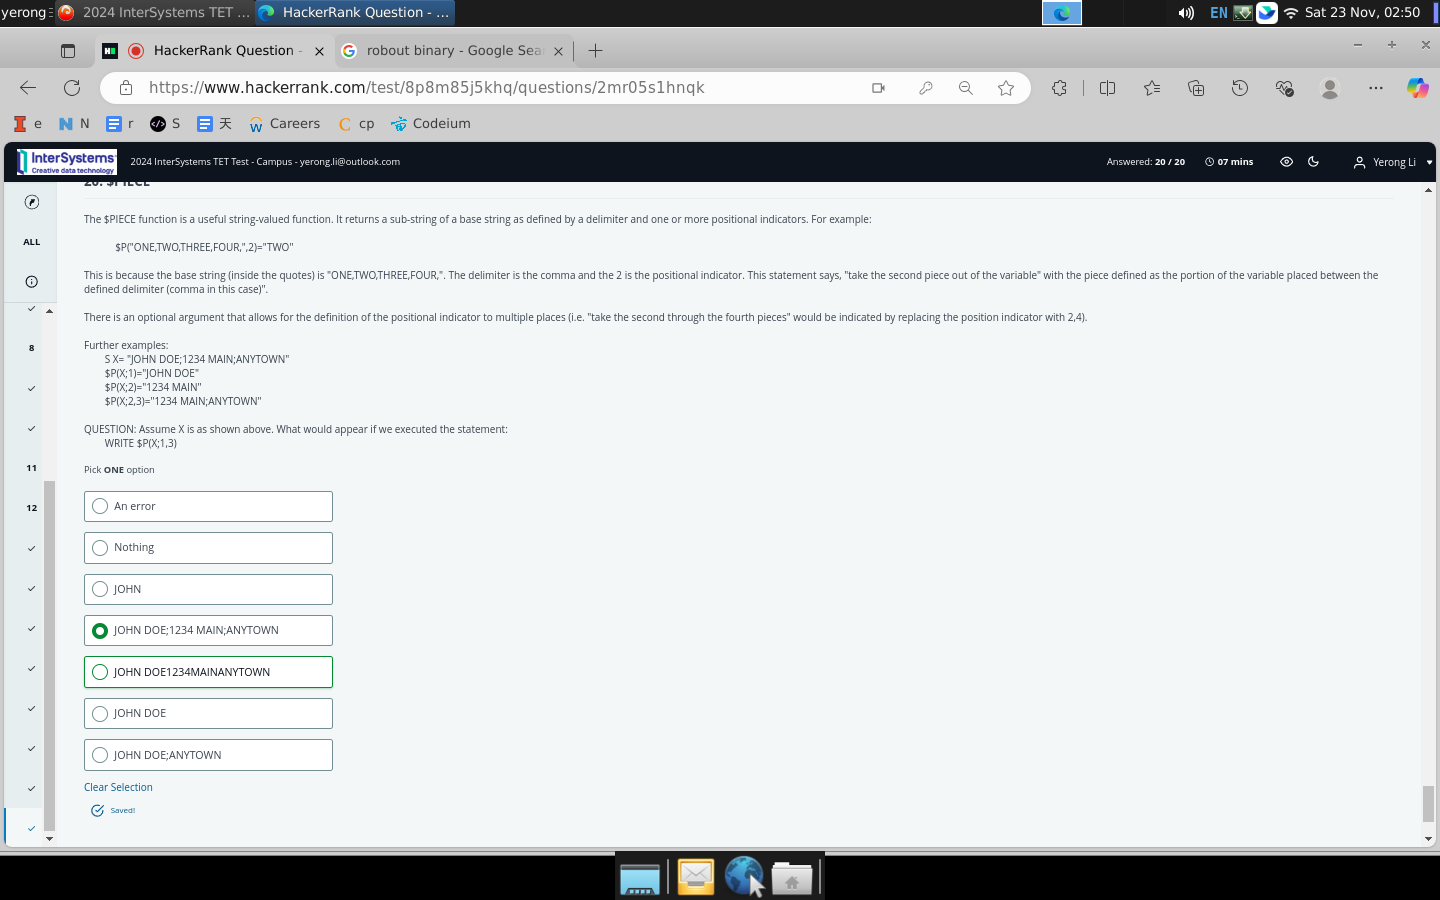 yerong
2024 InterSystems TET ...
HackerRank Question - ...
EN
Sat 23 Nov, 02:50
HackerRank Question -
robout binary - Google Sea
https://www.hackerrank.com/test/8p8m85j5khq/questions/2mr05s1hnqk
e
N
r
S
天
Careers
cp
Codeium
InterSystems
Creative data technology
2024 InterSystems TET Test - Campus - yerong.li@outlook.com
Answered: 20 / 20
07 mins
Yerong Li
20. $PIECE
ALL
8
11
12
The $PIECE function is a useful string-valued function. It returns a sub-string of a base string as defined by a delimiter and one or more positional indicators. For example:
$P("ONE,TWO,THREE,FOUR,",2)="TWO"
This is because the base string (inside the quotes) is "ONE,TWO,THREE,FOUR,". The delimiter is the comma and the 2 is the positional indicator. This statement says, "take the second piece out of the variable" with the piece defined as the portion of the variable placed between the
defined delimiter (comma in this case)".
There is an optional argument that allows for the definition of the positional indicator to multiple places (i.e. "take the second through the fourth pieces" would be indicated by replacing the position indicator with 2,4).
Further examples:
S X= "JOHN DOE;1234 MAIN;ANYTOWN"
$P(X;1)="JOHN DOE"
$P(X;2)="1234 MAIN"
$P(X;2,3)="1234 MAIN;ANYTOWN"
QUESTION: Assume X is as shown above. What would appear if we executed the statement:
WRITE $P(X;1,3)
Pick ONE option
An error
Nothing
JOHN
JOHN DOE;1234 MAIN;ANYTOWN
JOHN DOE1234MAINANYTOWN
JOHN DOE
JOHN DOE;ANYTOWN
Clear Selection
Saved!